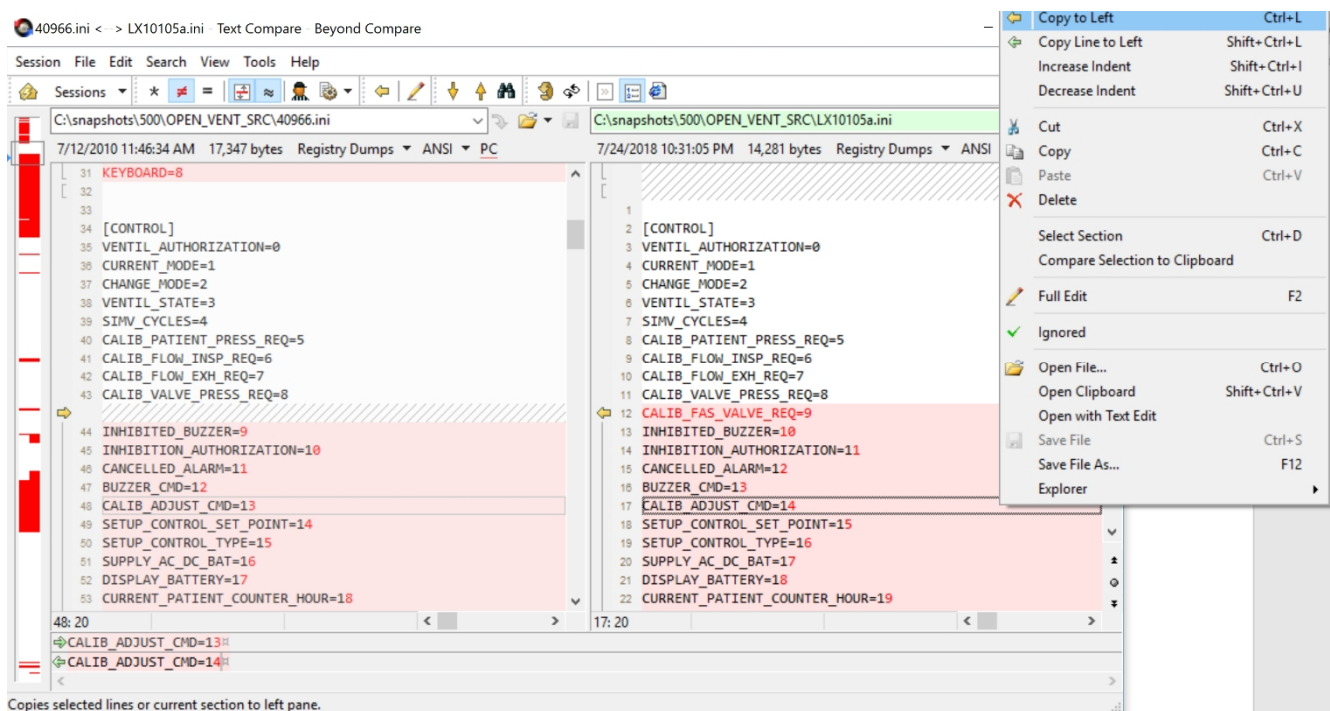 40966.ini <--> LX10105a.ini - Text Compare - Beyond Compare
Session File Edit Search View Tools Help
Sessions
C:\snapshots\500\OPEN_VENT_SRC\40966.ini
7/12/2010 11:46:34 AM 17,347 bytes Registry Dumps ANSI PC
31 KEYBOARD=8
32
33
34 [CONTROL]
35 VENTIL_AUTHORIZATION=0
36 CURRENT_MODE=1
37 CHANGE_MODE=2
38 VENTIL_STATE=3
39 SIMV_CYCLES=4
40 CALIB_PATIENT_PRESS_REQ=5
41 CALIB_FLOW_INSP_REQ=6
42 CALIB_FLOW_EXH_REQ=7
43 CALIB_VALVE_PRESS_REQ=8
44 INHIBITED_BUZZER=9
45 INHIBITION_AUTHORIZATION=10
46 CANCELLED_ALARM=11
47 BUZZER_CMD=12
48 CALIB_ADJUST_CMD=13
49 SETUP_CONTROL_SET_POINT=14
50 SETUP_CONTROL_TYPE=15
51 SUPPLY_AC_DC_BAT=16
52 DISPLAY_BATTERY=17
53 CURRENT_PATIENT_COUNTER_HOUR=18
48: 20
C:\snapshots\500\OPEN_VENT_SRC\LX10105a.ini
7/24/2018 10:31:05 PM 14,281 bytes Registry Dumps ANSI
1
2 [CONTROL]
3 VENTIL_AUTHORIZATION=0
4 CURRENT_MODE=1
5 CHANGE_MODE=2
6 VENTIL_STATE=3
7 SIMV_CYCLES=4
8 CALIB_PATIENT_PRESS_REQ=5
9 CALIB_FLOW_INSP_REQ=6
10 CALIB_FLOW_EXH_REQ=7
11 CALIB_VALVE_PRESS_REQ=8
12 CALIB_FAS_VALVE_REQ=9
13 INHIBITED_BUZZER=10
14 INHIBITION_AUTHORIZATION=11
15 CANCELLED_ALARM=12
16 BUZZER_CMD=13
17 CALIB_ADJUST_CMD=14
18 SETUP_CONTROL_SET_POINT=15
19 SETUP_CONTROL_TYPE=16
20 SUPPLY_AC_DC_BAT=17
21 DISPLAY_BATTERY=18
22 CURRENT_PATIENT_COUNTER_HOUR=19
17: 20
CALIB_ADJUST_CMD=13¤
CALIB_ADJUST_CMD=14¤
Copies selected lines or current section to left pane.
Copy to Left Ctrl+L
Copy Line to Left Shift+Ctrl+L
Increase Indent Shift+Ctrl+I
Decrease Indent Shift+Ctrl+U
Cut Ctrl+X
Copy Ctrl+C
Paste Ctrl+V
Delete
Select Section Ctrl+D
Compare Selection to Clipboard
Full Edit F2
Ignored
Open File... Ctrl+O
Open Clipboard Shift+Ctrl+V
Open with Text Edit
Save File Ctrl+S
Save File As... F12
Explorer